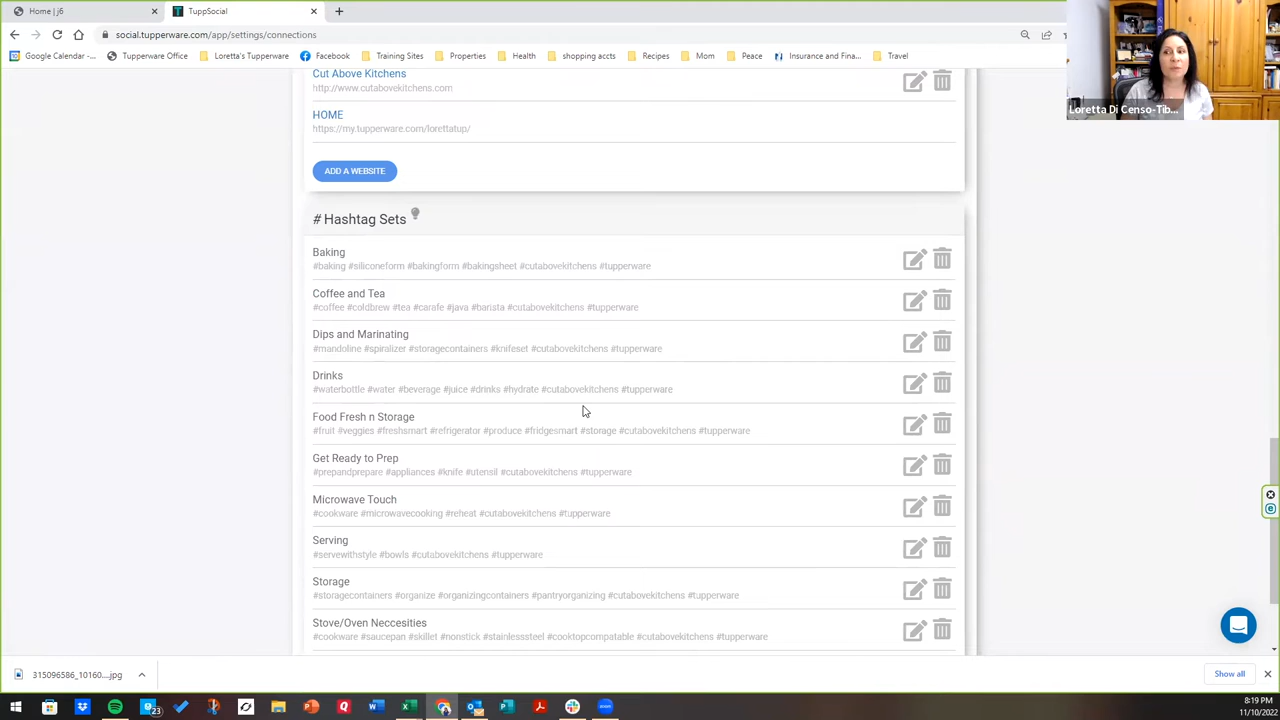 Home | j6
TuppSocial
social.tupperware.com/app/settings/connections
Google Calendar -...
Tupperware Office
Loretta's Tupperware
Facebook
Training Sites
Properties
Health
shopping accts
Recipes
Mom
Peace
Insurance and Fina...
Travel
Loretta Di Censo-Tib...
Cut Above Kitchens
http://www.cutabovekitchens.com
HOME
https://my.tupperware.com/lorettatup/
ADD A WEBSITE
# Hashtag Sets
Baking
#baking #siliconeform #bakingform #bakingsheet #cutabovekitchens #tupperware
Coffee and Tea
#coffee #coldbrew #tea #carafe #java #barista #cutabovekitchens #tupperware
Dips and Marinating
#mandoline #spiralizer #storagecontainers #knifeset #cutabovekitchens #tupperware
Drinks
#waterbottle #water #beverage #juice #drinks #hydrate #cutabovekitchens #tupperware
Food Fresh n Storage
#fruit #veggies #freshsmart #refrigerator #produce #fridgesmart #storage #cutabovekitchens #tupperware
Get Ready to Prep
#prepandprepare #appliances #knife #utensil #cutabovekitchens #tupperware
Microwave Touch
#cookware #microwavecooking #reheat #cutabovekitchens #tupperware
Serving
#servewithstyle #bowls #cutabovekitchens #tupperware
Storage
#storagecontainers #organize #organizingcontainers #pantryorganizing #cutabovekitchens #tupperware
Stove/Oven Neccesities
#cookware #saucepan #skillet #nonstick #stainlesssteel #cooktopcompatable #cutabovekitchens #tupperware
315096586_10160....jpg
Show all
23
8:19 PM
11/10/2022